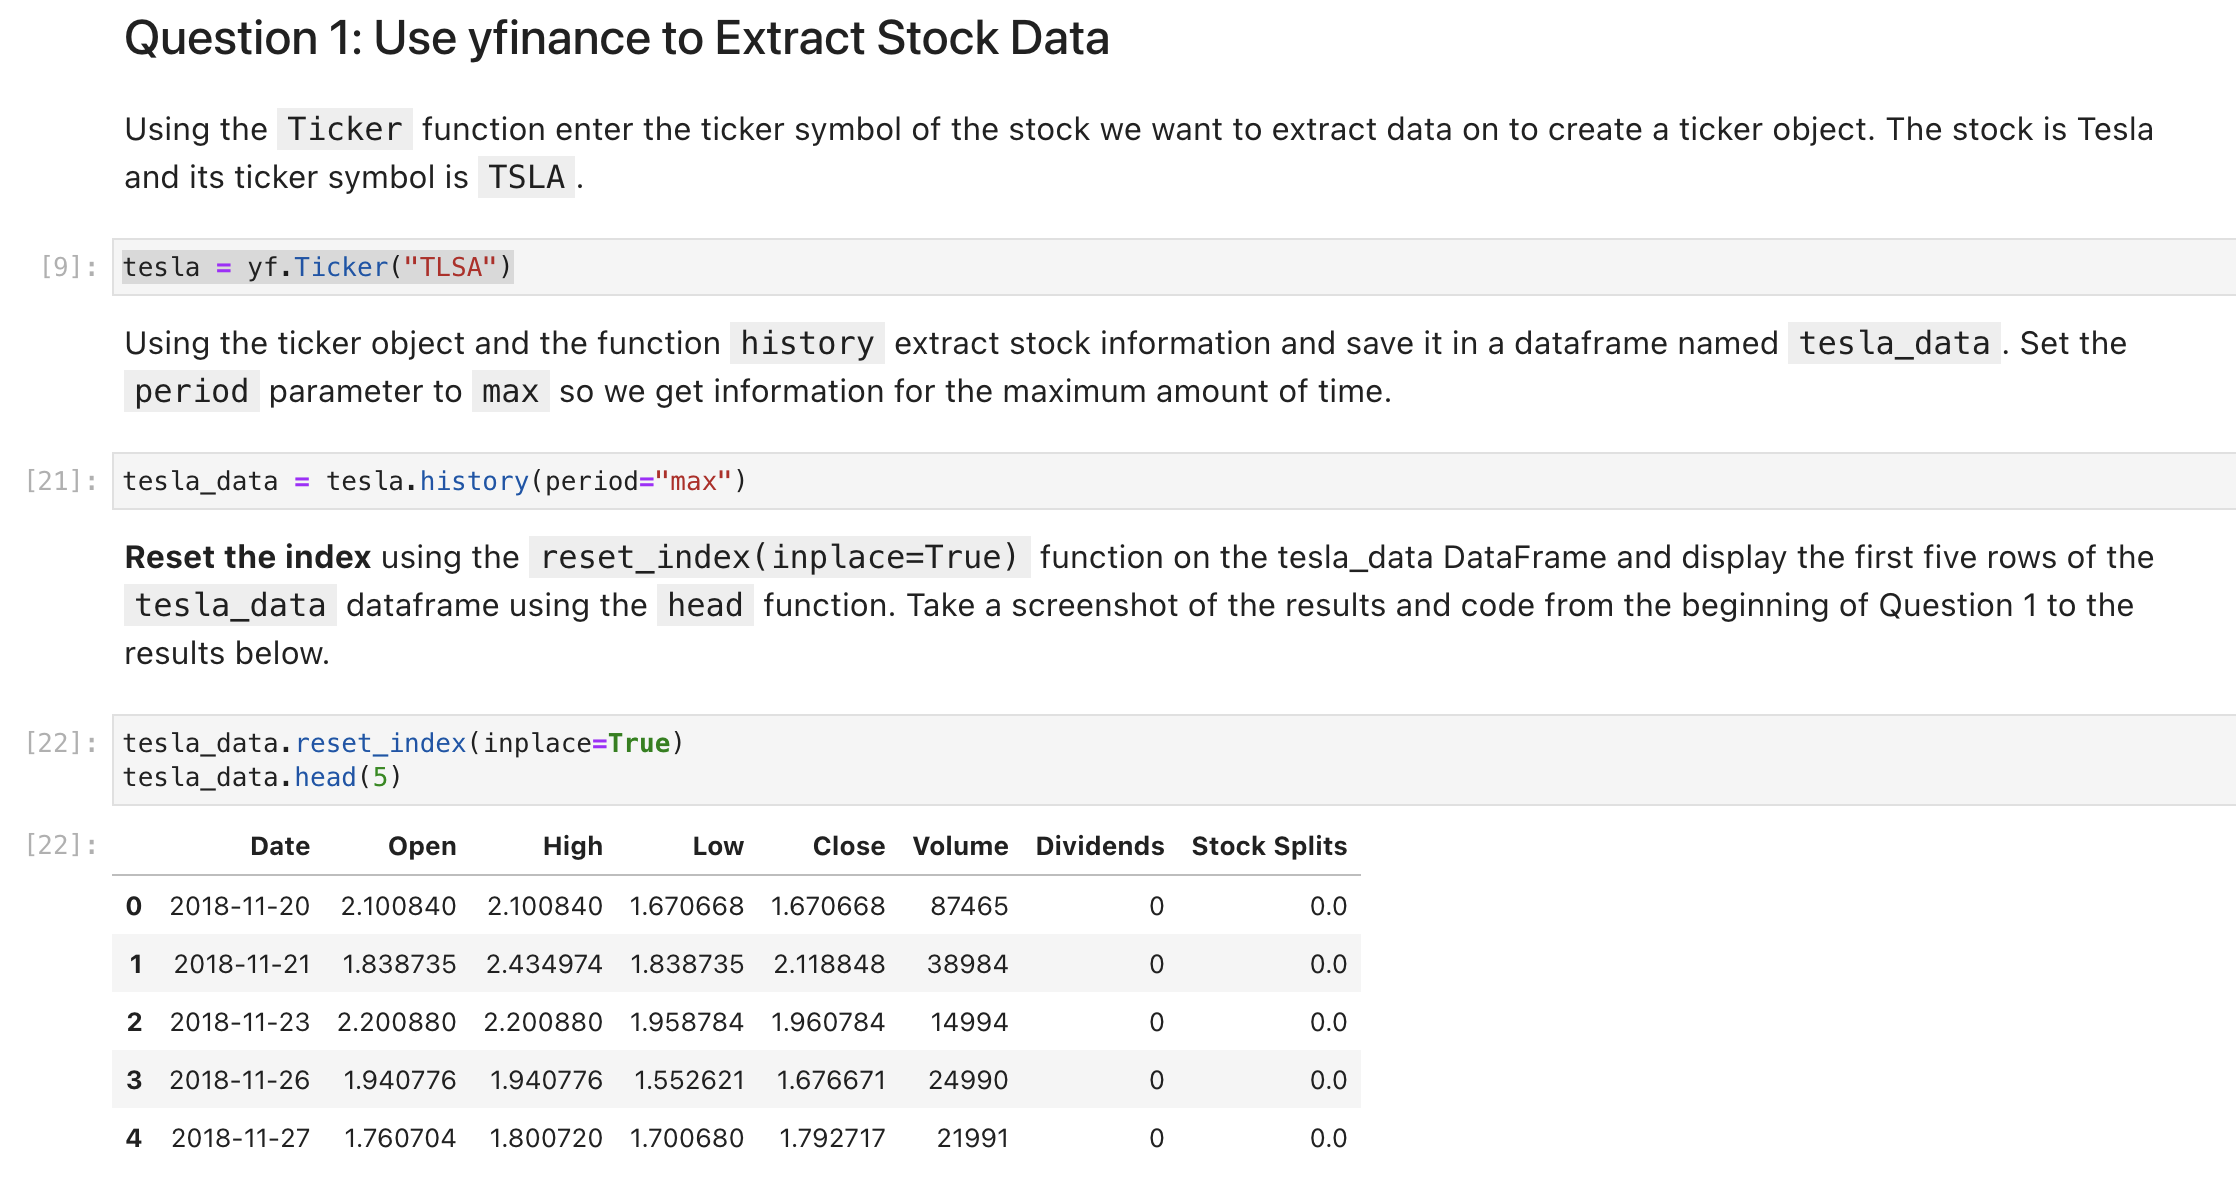 Question 1: Use yfinance to Extract Stock Data
Using the Ticker function enter the ticker symbol of the stock we want to extract data on to create a ticker object. The stock is Tesla
and its ticker symbol is TSLA .
[9]: tesla = yf.Ticker("TLSA")
Using the ticker object and the function history extract stock information and save it in a dataframe named tesla_data . Set the
period parameter to max so we get information for the maximum amount of time.
[21]: tesla_data = tesla.history(period="max")
Reset the index using the reset_index(inplace=True) function on the tesla_data DataFrame and display the first five rows of the
tesla_data dataframe using the head function. Take a screenshot of the results and code from the beginning of Question 1 to the
results below.
[22]: tesla_data.reset_index(inplace=True)
tesla_data.head(5)
[22]: Date Open High Low Close Volume Dividends Stock Splits
0 2018-11-20 2.100840 2.100840 1.670668 1.670668 87465 0 0.0
1 2018-11-21 1.838735 2.434974 1.838735 2.118848 38984 0 0.0
2 2018-11-23 2.200880 2.200880 1.958784 1.960784 14994 0 0.0
3 2018-11-26 1.940776 1.940776 1.552621 1.676671 24990 0 0.0
4 2018-11-27 1.760704 1.800720 1.700680 1.792717 21991 0 0.0